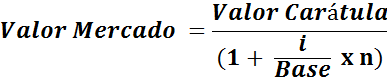 Valor Mercado = Valor Carátula / (1 + i / Base x n)